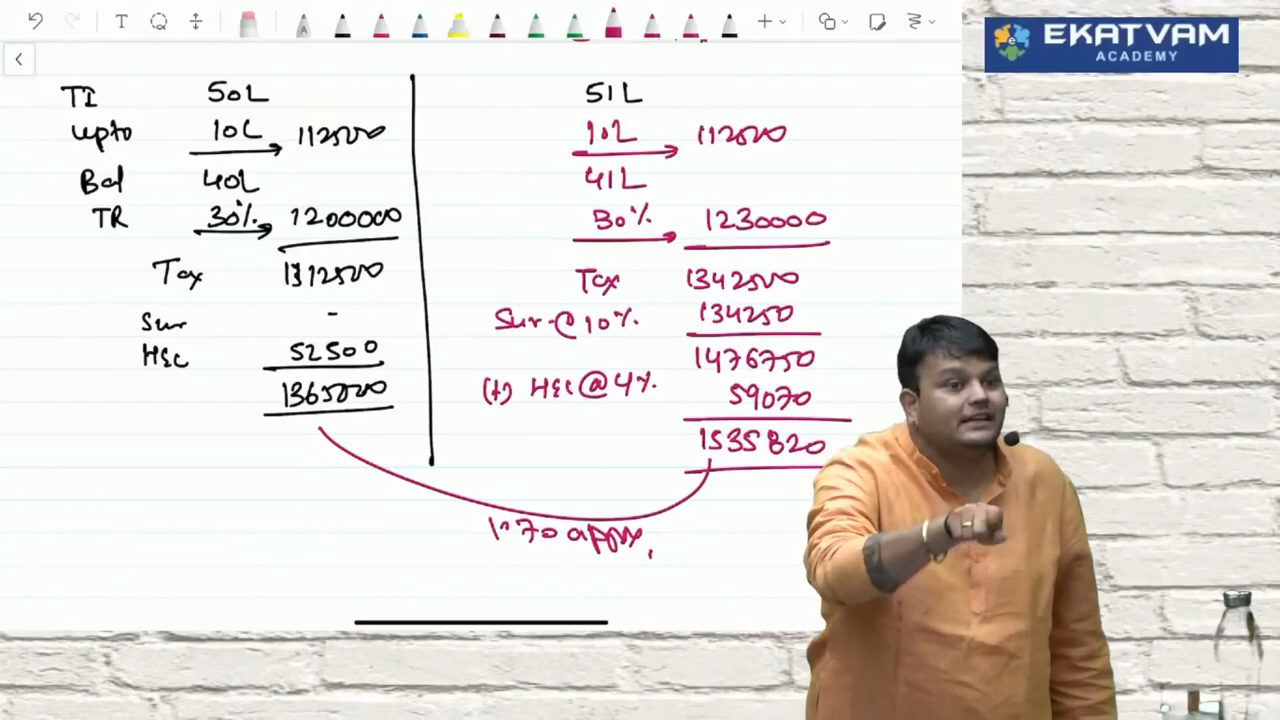 EKATVAM
ACADEMY
TI 50L
upto 10L 112500
Bal 40L
TR 30% 1200000
Tax 1312500
Sur -
HEC 52500
1365000
51L
10L 112500
41L
30% 1230000
Tax 1342500
Sur @ 10% 134250
1476750
(+) HEC @ 4% 59070
1535820
1.70 approx.